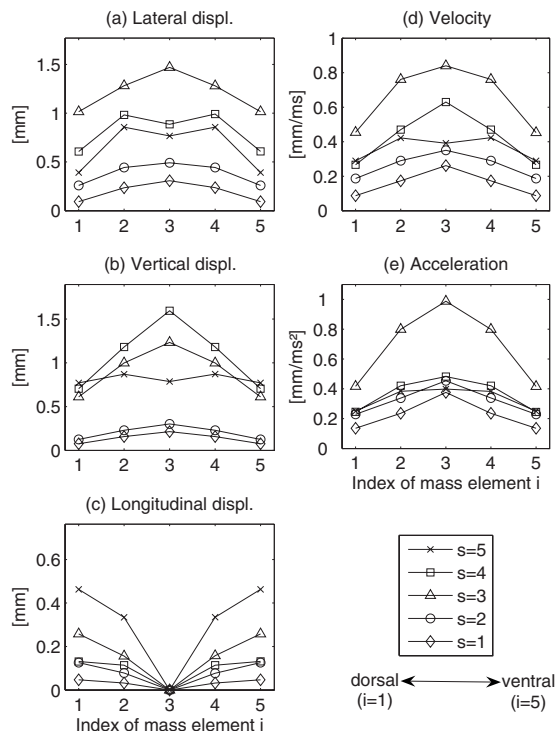 (a) Lateral displ.
[mm]
1.5
1
0.5
0
1 2 3 4 5
(b) Vertical displ.
[mm]
1.5
1
0.5
0
1 2 3 4 5
(c) Longitudinal displ.
[mm]
0.6
0.4
0.2
0
1 2 3 4 5
Index of mass element i
(d) Velocity
[mm/ms]
1
0.8
0.6
0.4
0.2
0
1 2 3 4 5
(e) Acceleration
[mm/ms²]
1
0.8
0.6
0.4
0.2
0
1 2 3 4 5
Index of mass element i
s=5
s=4
s=3
s=2
s=1
dorsal ventral
(i=1) (i=5)